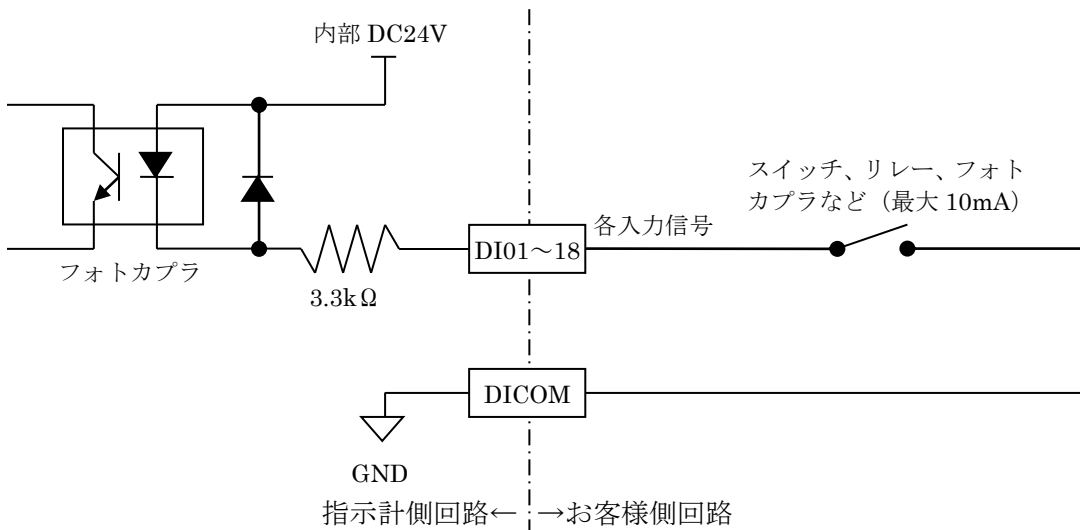 内部 DC24V
スイッチ、リレー、フォト
カプラなど（最大 10mA）
各入力信号
DI01～18
フォトカプラ
3.3kΩ
DICOM
GND
指示計側回路← →お客様側回路